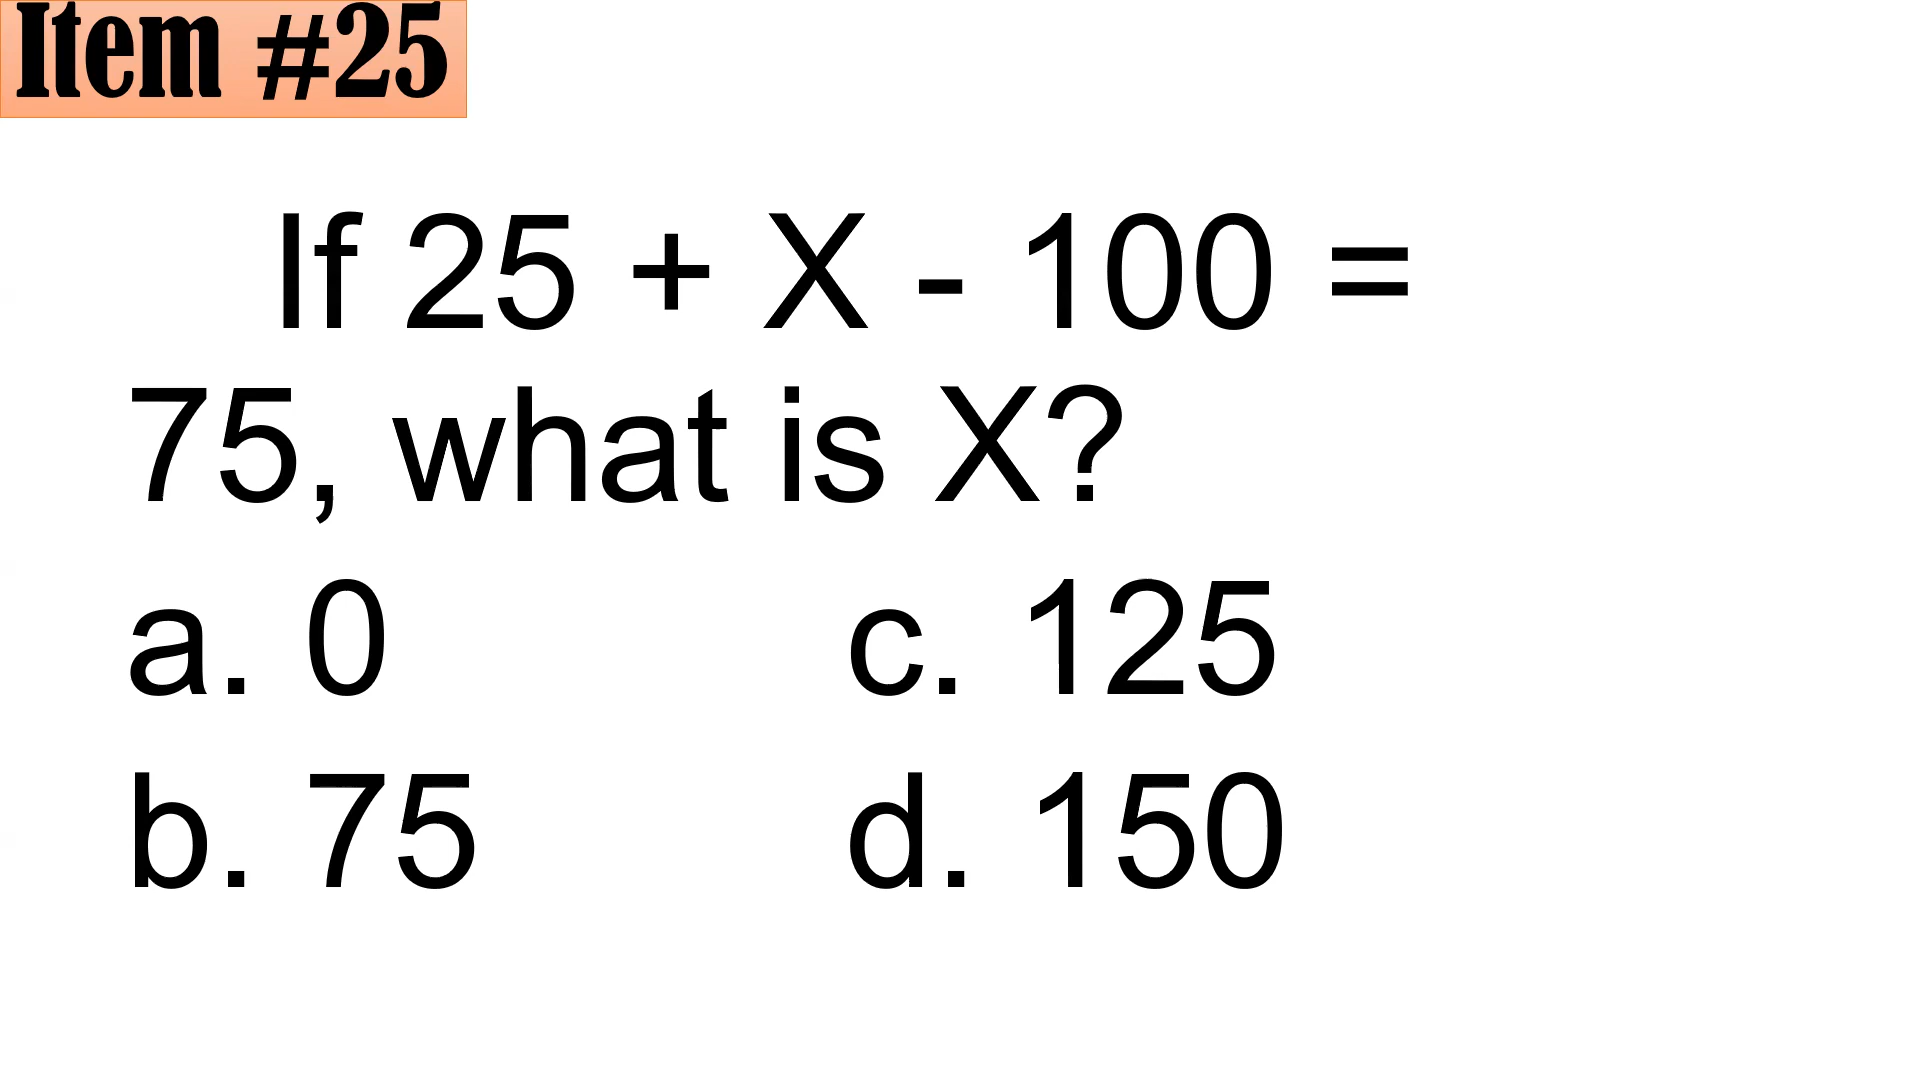 Item #25
If 25 + X - 100 =
75, what is X?
a. 0 c. 125
b. 75 d. 150